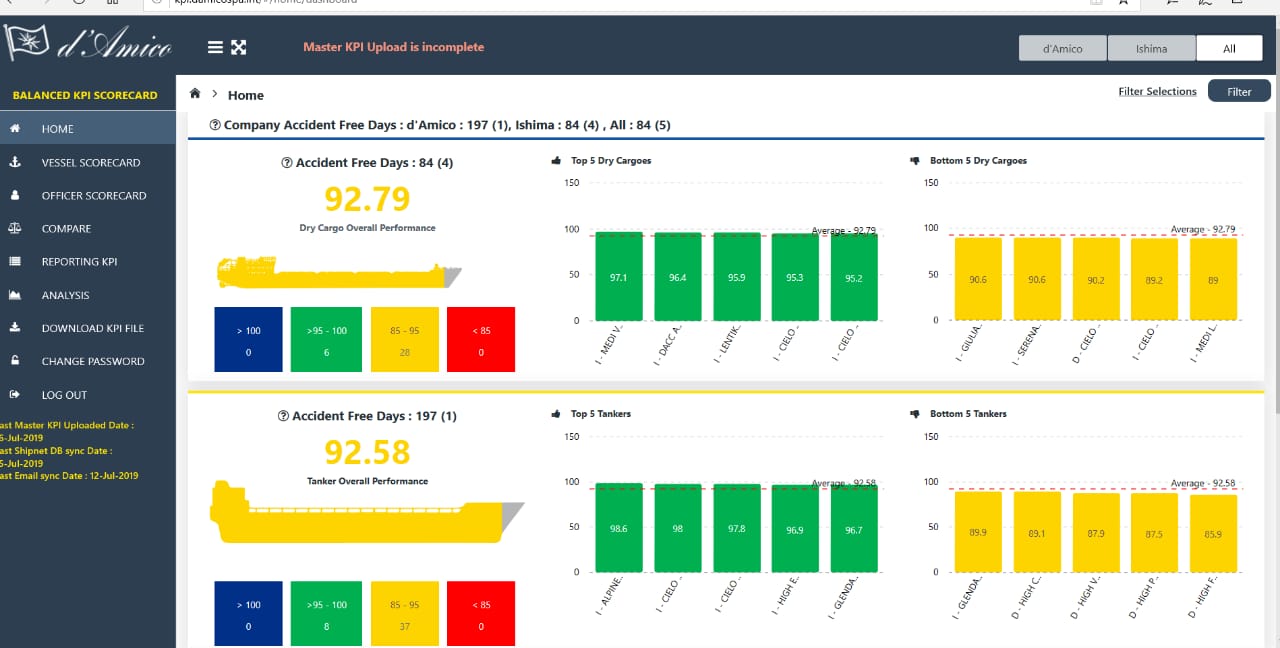 d'Amico
Master KPI Upload is incomplete
d'Amico
Ishima
All
BALANCED KPI SCORECARD
HOME
VESSEL SCORECARD
OFFICER SCORECARD
COMPARE
REPORTING KPI
ANALYSIS
DOWNLOAD KPI FILE
CHANGE PASSWORD
LOG OUT
ast Master KPI Uploaded Date :
-Jul-2019
ast Shipnet DB sync Date :
-Jul-2019
ast Email sync Date : 12-Jul-2019
> Home
Filter Selections
Filter
Company Accident Free Days : d'Amico : 197 (1), Ishima : 84 (4) , All : 84 (5)
Accident Free Days : 84 (4)
92.79
Dry Cargo Overall Performance
> 100
0
>95 - 100
6
85 - 95
28
< 85
0
Top 5 Dry Cargoes
150
100
50
0
Average - 92.79
97.1
96.4
95.9
95.3
95.2
I - MEDI V..
I - DACC A..
I - LENTIK..
I - CIELO ..
I - CIELO ..
Bottom 5 Dry Cargoes
150
100
50
0
Average - 92.79
90.6
90.6
90.2
89.2
89
I - GIULIA..
I - SERENA..
D - CIELO ..
I - CIELO ..
I - MEDI L..
Accident Free Days : 197 (1)
92.58
Tanker Overall Performance
> 100
0
>95 - 100
8
85 - 95
37
< 85
0
Top 5 Tankers
150
100
50
0
Average - 92.58
98.6
98
97.8
96.9
96.7
I - ALPINE..
I - CIELO ..
I - CIELO ..
I - HIGH E..
I - GLENDA..
Bottom 5 Tankers
150
100
50
0
Average - 92.58
89.9
89.1
87.9
87.5
85.9
I - GLENDA..
D - HIGH C..
D - HIGH V..
D - HIGH P..
D - HIGH F..